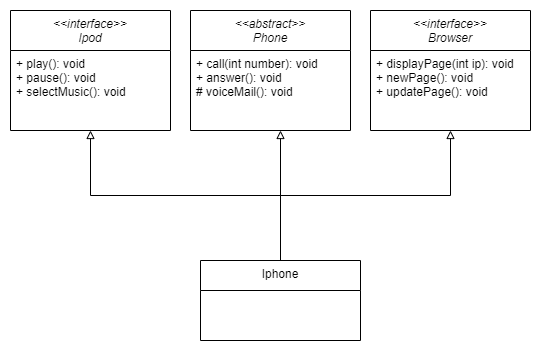 <<interface>>
Ipod
+ play(): void
+ pause(): void
+ selectMusic(): void
<<abstract>>
Phone
+ call(int number): void
+ answer(): void
# voiceMail(): void
<<interface>>
Browser
+ displayPage(int ip): void
+ newPage(): void
+ updatePage(): void
Iphone